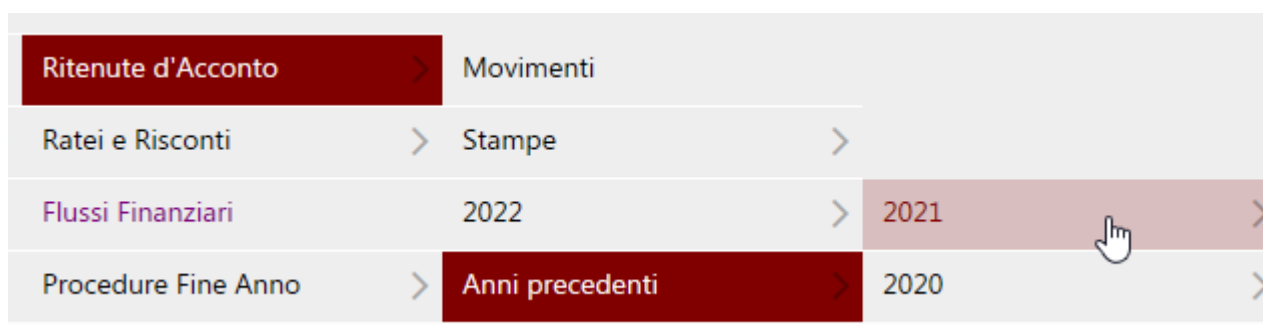 Ritenute d'Acconto
Movimenti
Ratei e Risconti
Stampe
Flussi Finanziari
2022
2021
Procedure Fine Anno
Anni precedenti
2020